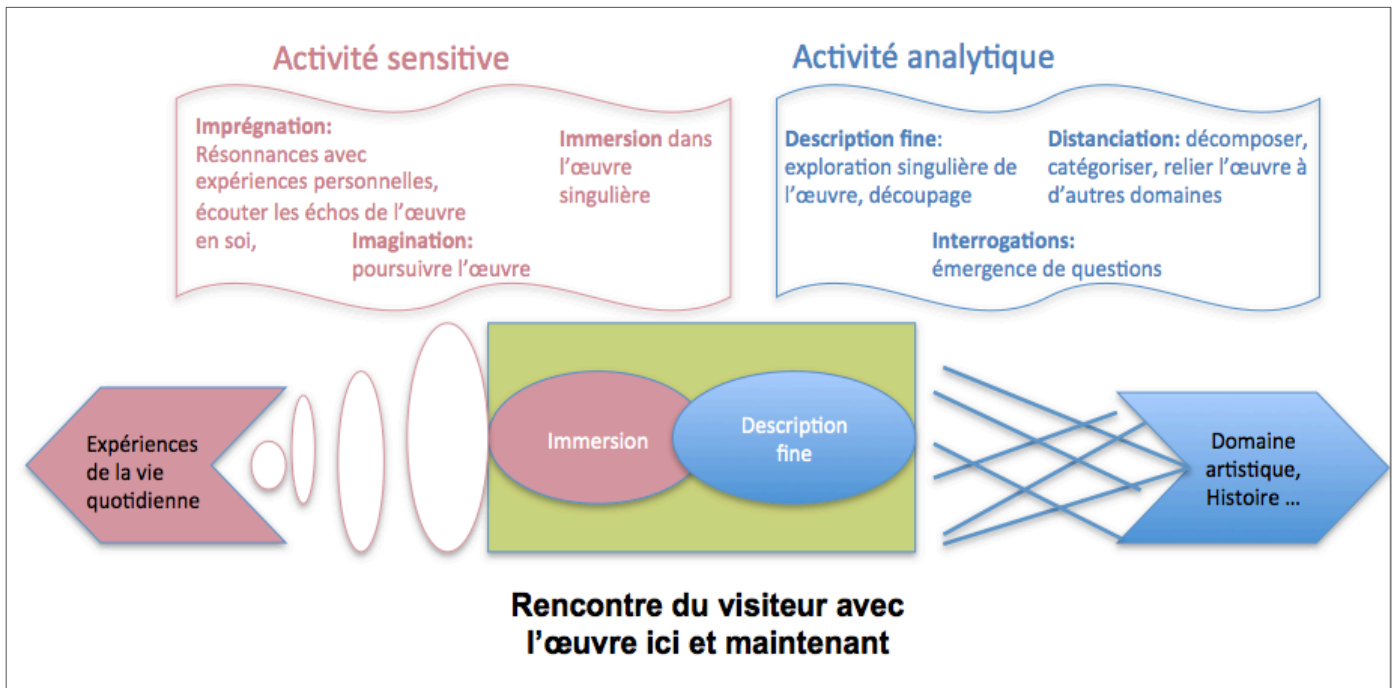 Activité sensitive
Imprégnation:
Résonnances avec
expériences personnelles,
écouter les échos de l'œuvre
en soi,
Imagination:
poursuivre l'œuvre
Immersion dans
l'œuvre
singulière
Activité analytique
Description fine:
exploration singulière de
l'œuvre, découpage
Distanciation: décomposer,
catégoriser, relier l'œuvre à
d'autres domaines
Interrogations:
émergence de questions
Expériences
de la vie
quotidienne
Immersion
Description
fine
Domaine
artistique,
Histoire ...
Rencontre du visiteur avec
l'œuvre ici et maintenant